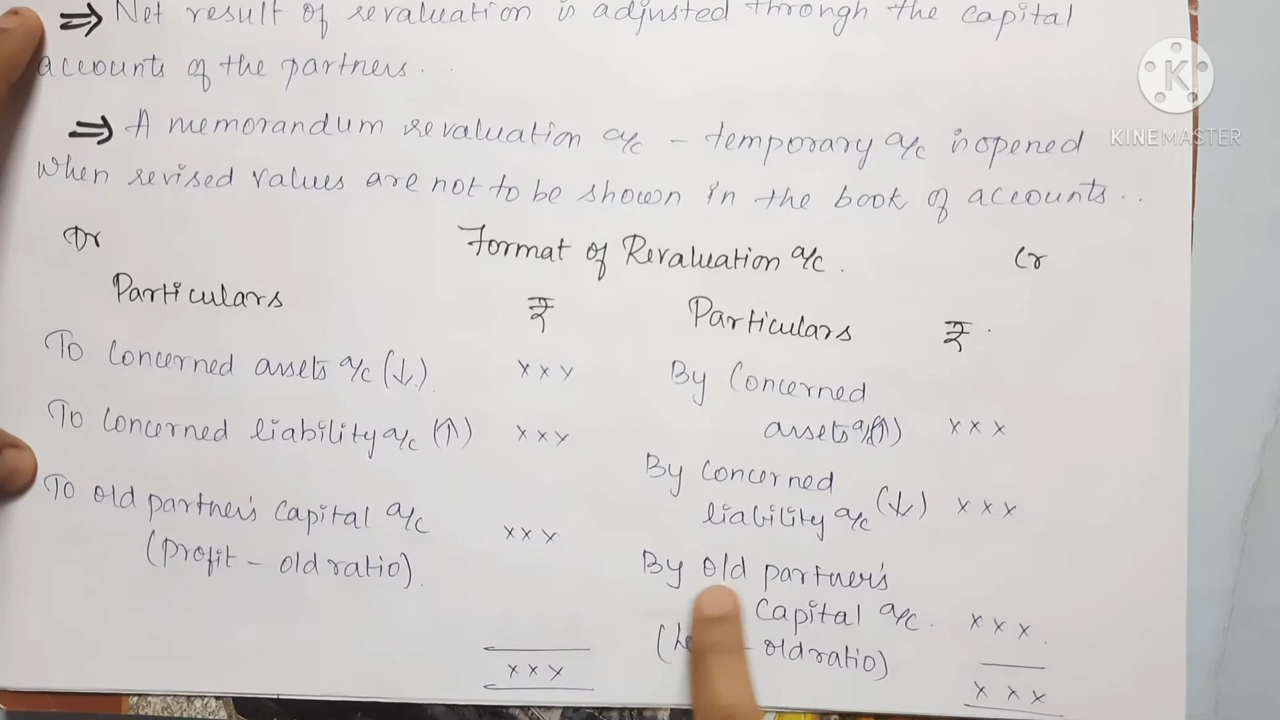 ⇒ Net result of revaluation is adjusted through the capital
accounts of the partners.
⇒ A memorandum revaluation a/c - temporary a/c is opened
when revised values are not to be shown in the book of accounts..
Dr Format of Revaluation a/c. Cr
Particulars ₹ Particulars ₹
To Concerned assets a/c (↓). xxx
By Concerned
assets a/c (↑) xxx
To Concerned liability a/c (↑) xxx
By Concerned
liability a/c (↓) xxx
To old partner's Capital a/c
(Profit - old ratio). xxx
By old partner's
Capital a/c. xxx.
- old ratio)
xxx xxx
K
KINEMASTER